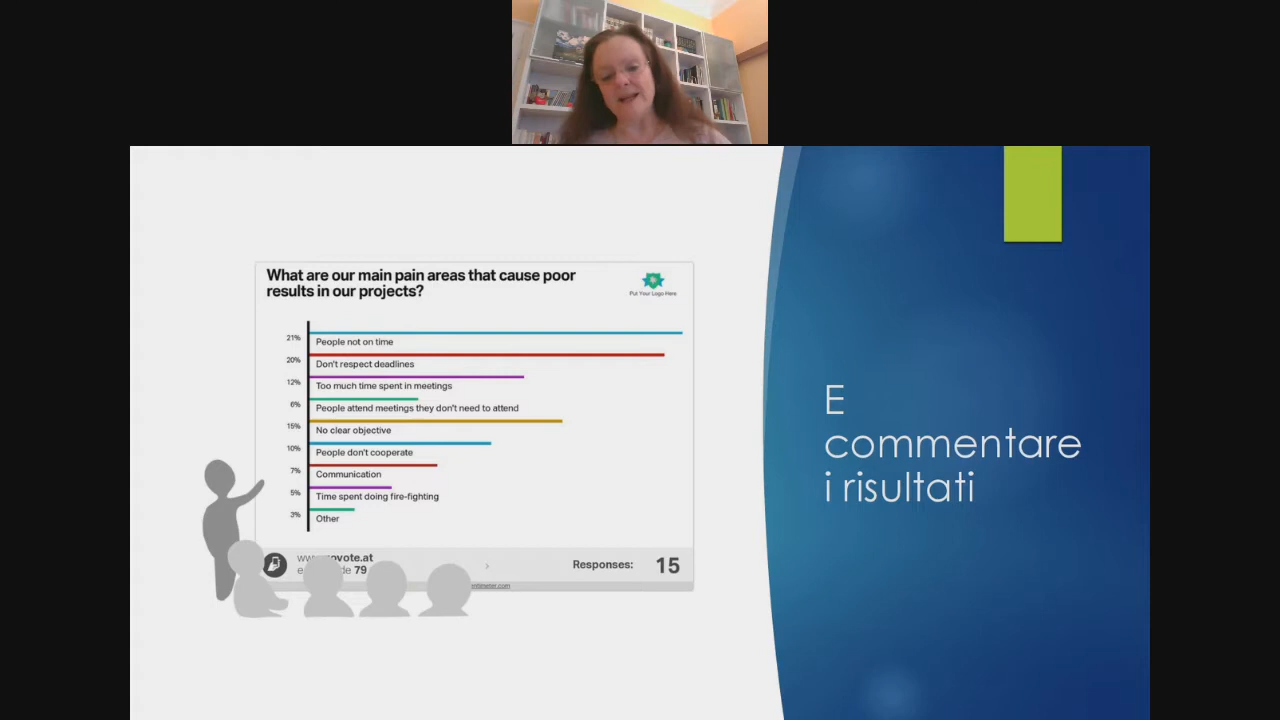 What are our main pain areas that cause poor
results in our projects?
Put Your Logo Here
21%
People not on time
20%
Don't respect deadlines
12%
Too much time spent in meetings
6%
People attend meetings they don't need to attend
15%
No clear objective
10%
People don't cooperate
7%
Communication
5%
Time spent doing fire-fighting
3%
Other
79
Responses: 15
E
commentare
i risultati